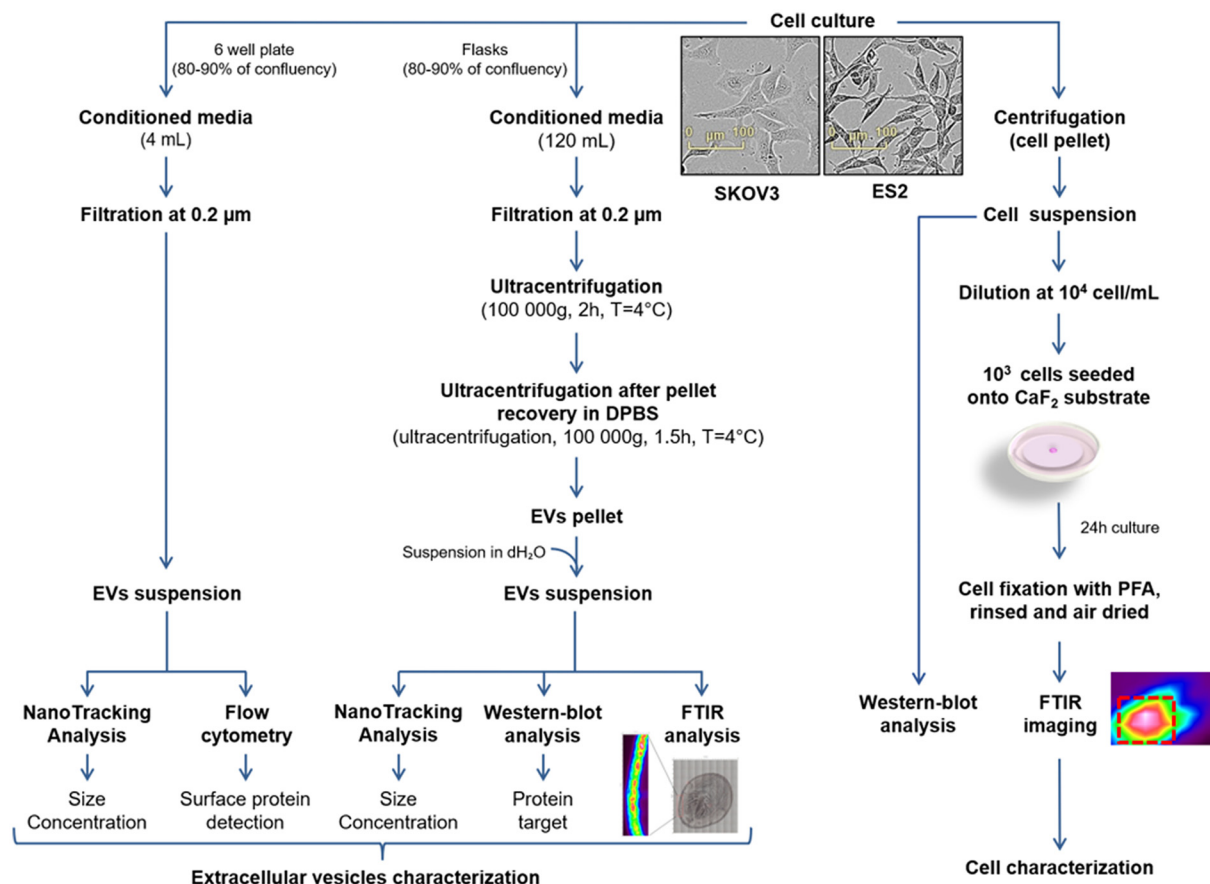 Cell culture
6 well plate
(80-90% of confluency)
Flasks
(80-90% of confluency)
Conditioned media
(4 mL)
Conditioned media
(120 mL)
0 µm 100
SKOV3
0 µm 100
ES2
Centrifugation
(cell pellet)
Filtration at 0.2 µm
Filtration at 0.2 µm
Cell suspension
Ultracentrifugation
(100 000g, 2h, T=4°C)
Dilution at 10⁴ cell/mL
Ultracentrifugation after pellet
recovery in DPBS
(ultracentrifugation, 100 000g, 1.5h, T=4°C)
10³ cells seeded
onto CaF₂ substrate
EVs pellet
24h culture
Suspension in dH₂O
EVs suspension
EVs suspension
Cell fixation with PFA,
rinsed and air dried
NanoTracking
Analysis
Flow
cytometry
NanoTracking
Analysis
Western-blot
analysis
FTIR
analysis
Western-blot
analysis
FTIR
imaging
Size
Concentration
Surface protein
detection
Size
Concentration
Protein
target
Extracellular vesicles characterization
Cell characterization